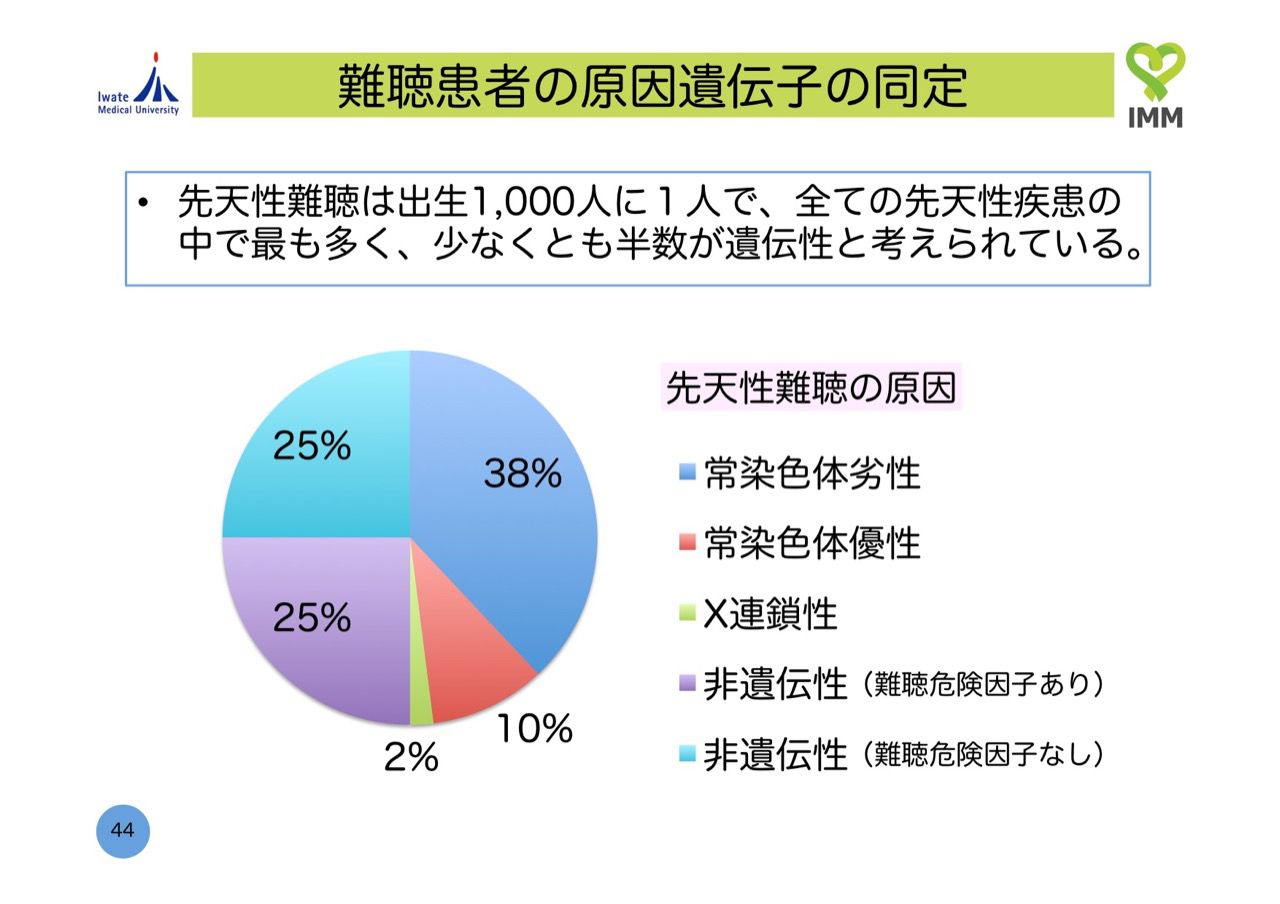 Iwate
Medical University
難聴患者の原因遺伝子の同定
IMM
• 先天性難聴は出生1,000人に１人で、全ての先天性疾患の
中で最も多く、少なくとも半数が遺伝性と考えられている。
先天性難聴の原因
25%
38%
25%
10%
2%
常染色体劣性
常染色体優性
X連鎖性
非遺伝性（難聴危険因子あり）
非遺伝性（難聴危険因子なし）
44